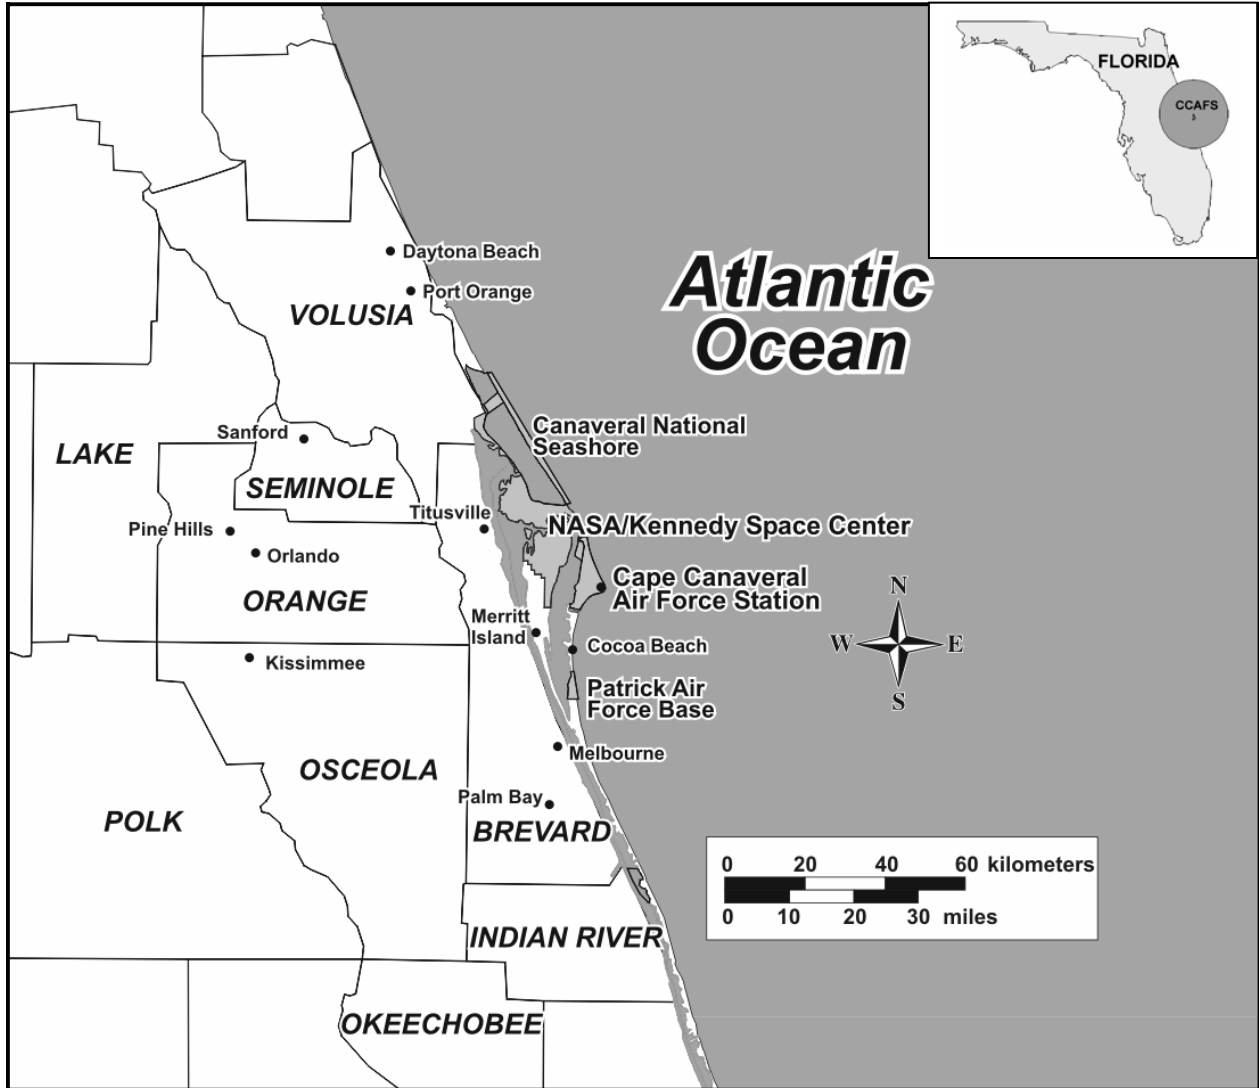 FLORIDA
CCAFS
Daytona Beach
Atlantic
Ocean
Port Orange
VOLUSIA
Canaveral National
Seashore
Sanford
LAKE
SEMINOLE
Titusville
NASA/Kennedy Space Center
Pine Hills
Orlando
Cape Canaveral
Air Force Station
ORANGE
N
W
E
S
Merritt
Island
Cocoa Beach
Kissimmee
Patrick Air
Force Base
Melbourne
OSCEOLA
Palm Bay
POLK
BREVARD
0 20 40 60 kilometers
0 10 20 30 miles
INDIAN RIVER
OKEECHOBEE